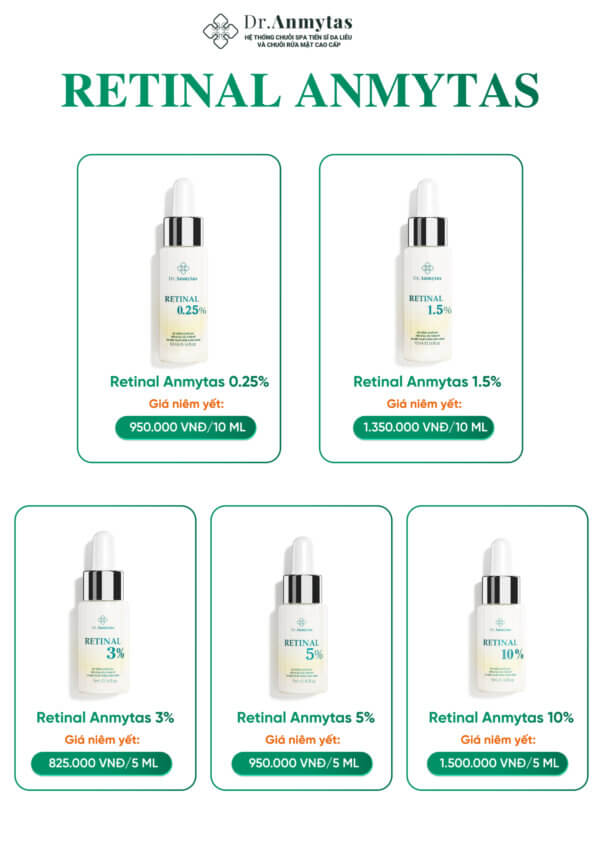 Dr.Anmytas
HỆ THỐNG CHUỖI SPA TIẾN SĨ DA LIỄU
VÀ CHUỖI RỬA MẶT CAO CẤP
RETINAL ANMYTAS
Dr.Anmytas
RETINAL
0.25%
Retinal Anmytas 0.25%
Giá niêm yết:
950.000 VNĐ/10 ML
Dr.Anmytas
RETINAL
1.5%
Retinal Anmytas 1.5%
Giá niêm yết:
1.350.000 VNĐ/10 ML
Dr.Anmytas
RETINAL
3%
Retinal Anmytas 3%
Giá niêm yết:
825.000 VNĐ/5 ML
Dr.Anmytas
RETINAL
5%
Retinal Anmytas 5%
Giá niêm yết:
950.000 VNĐ/5 ML
Dr.Anmytas
RETINAL
10%
Retinal Anmytas 10%
Giá niêm yết:
1.500.000 VNĐ/5 ML